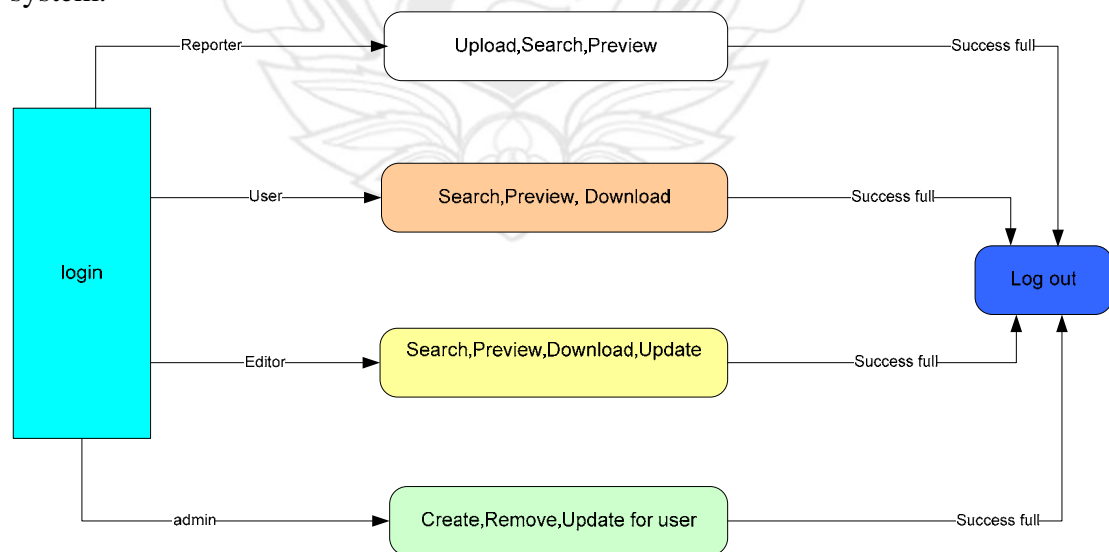 system.
Reporter
Upload,Search,Preview
Success full
User
Search,Preview, Download
Success full
login
Log out
Editor
Search,Preview,Download,Update
Success full
admin
Create,Remove,Update for user
Success full